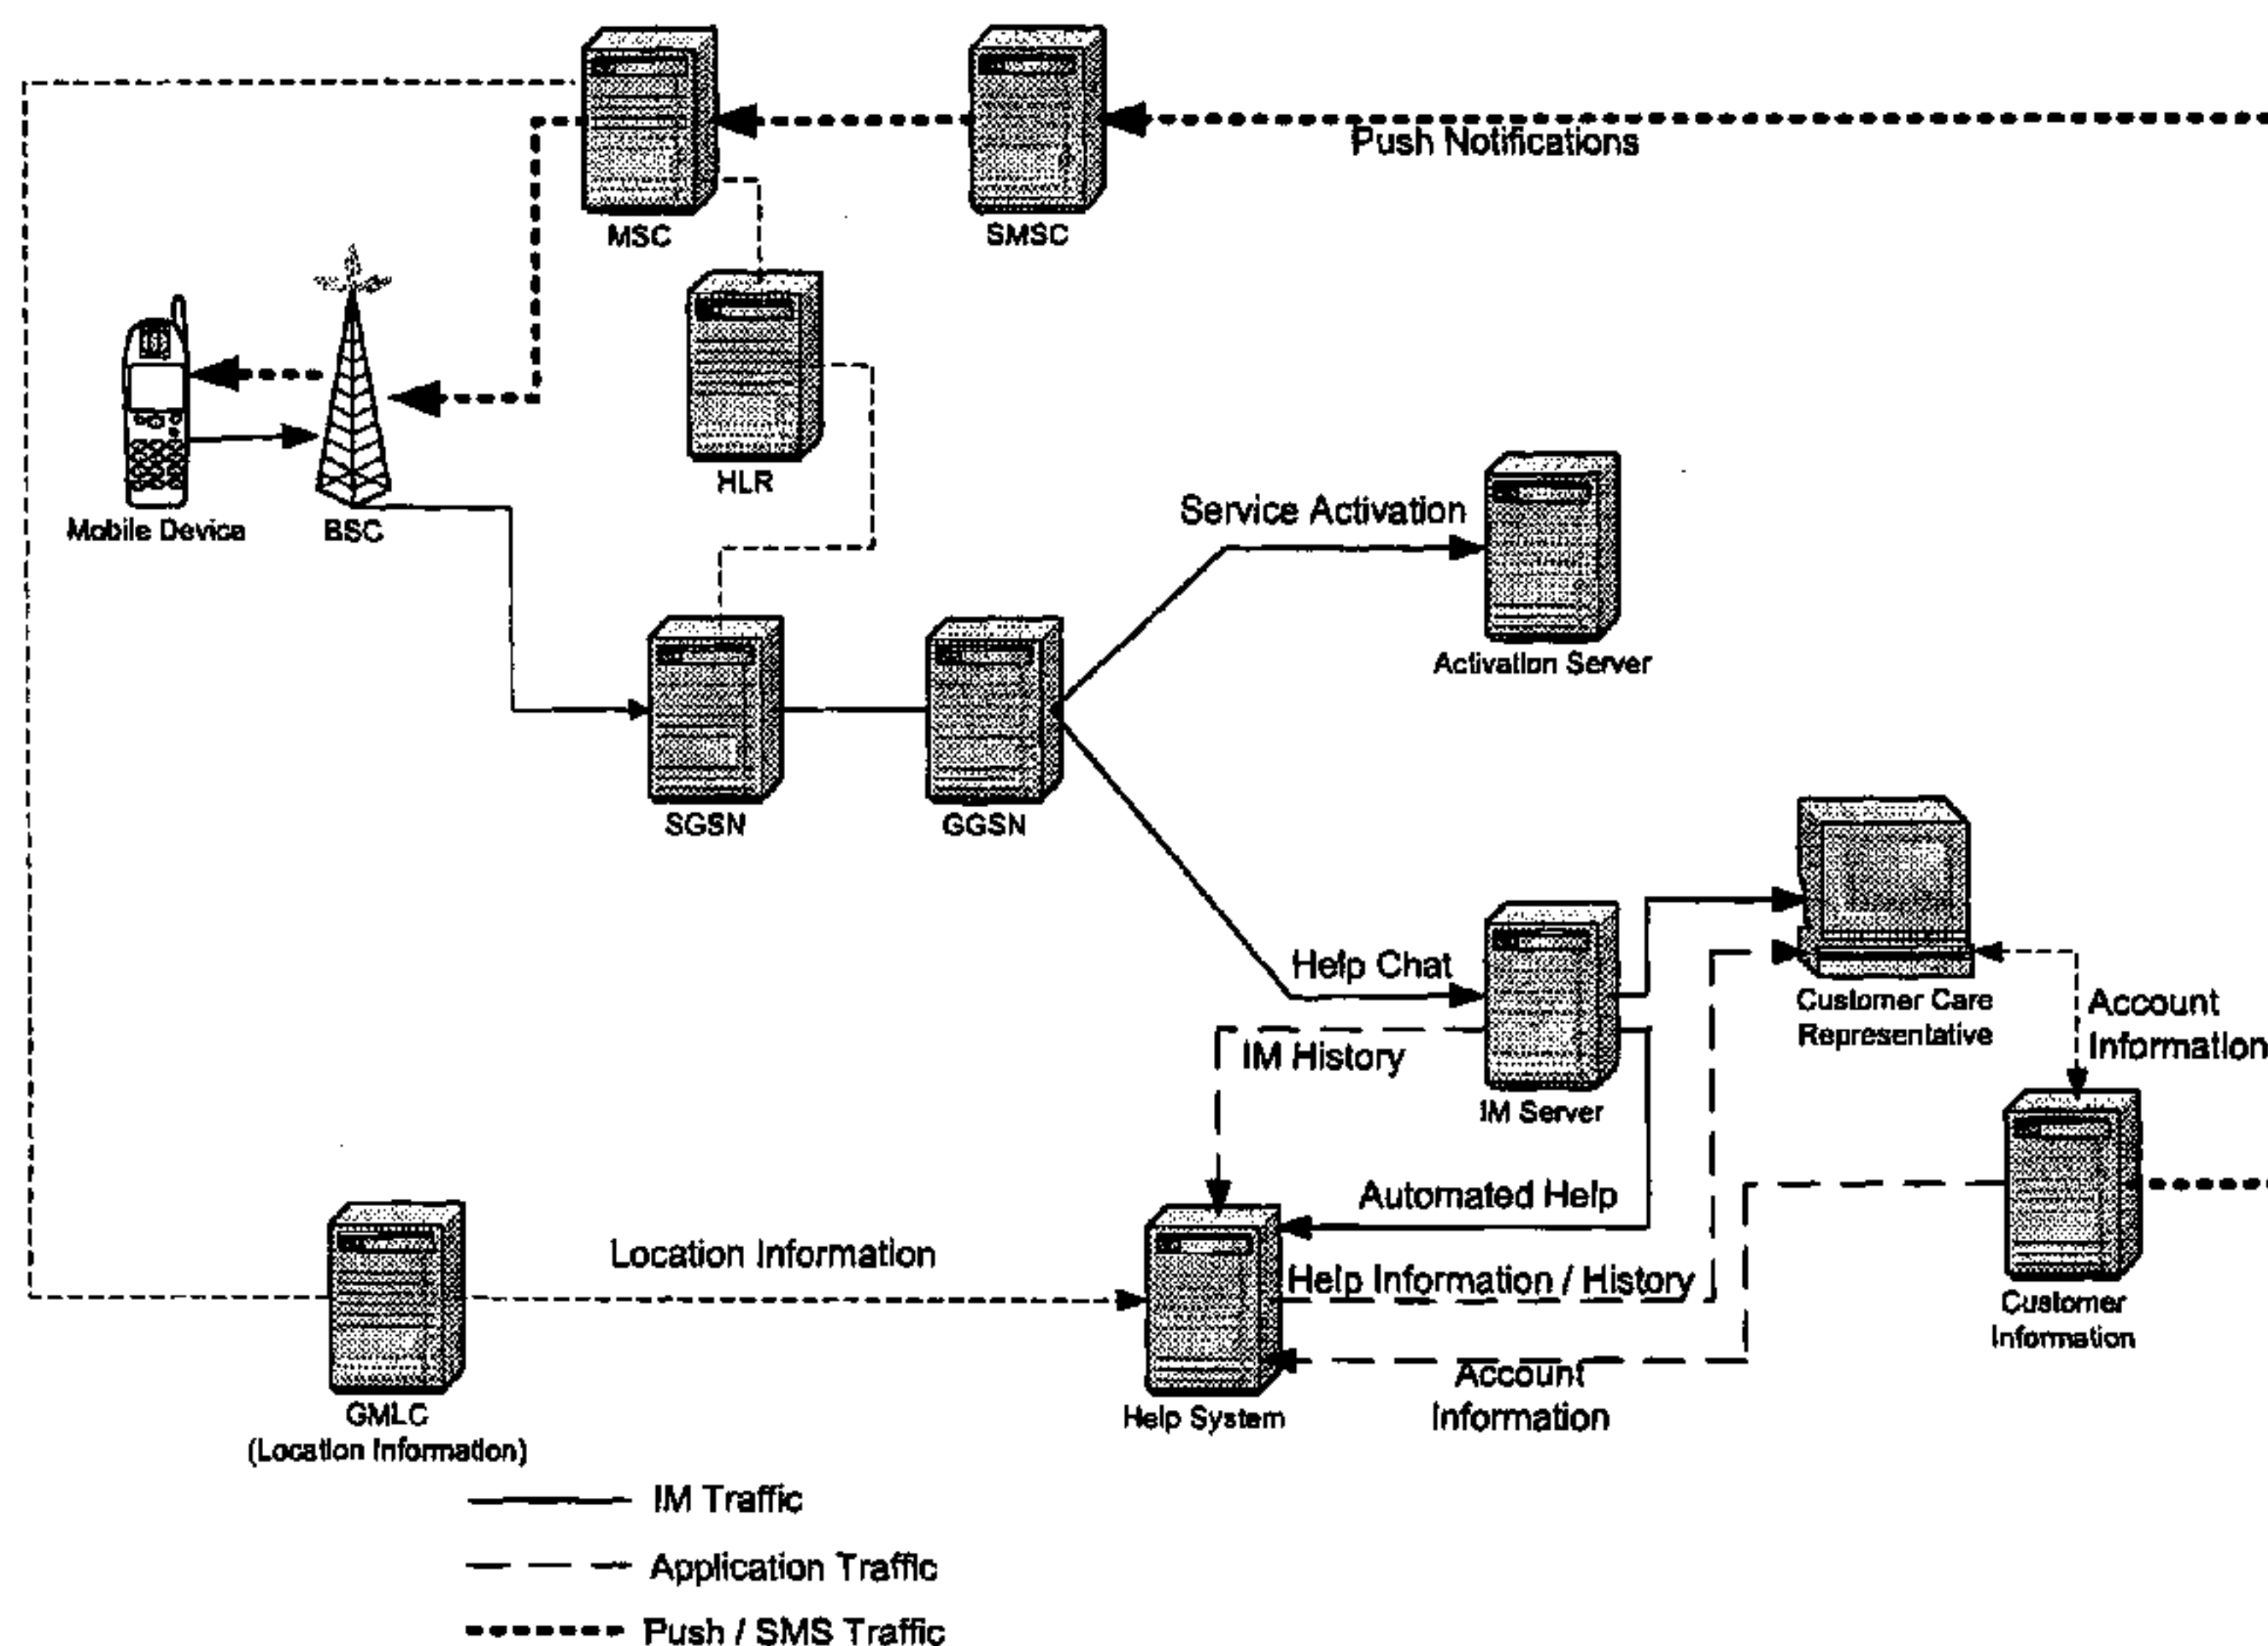 Push Notifications
MSC
SMSC
HLR
Mobile Device
BSC
Service Activation
Activation Server
SGSN
GGSN
Help Chat
Customer Care
Representative
Account
Information
IM History
IM Server
Automated Help
Location Information
Help Information / History
Customer
Information
Account
Information
GMLC
(Location Information)
Help System
IM Traffic
Application Traffic
Push / SMS Traffic